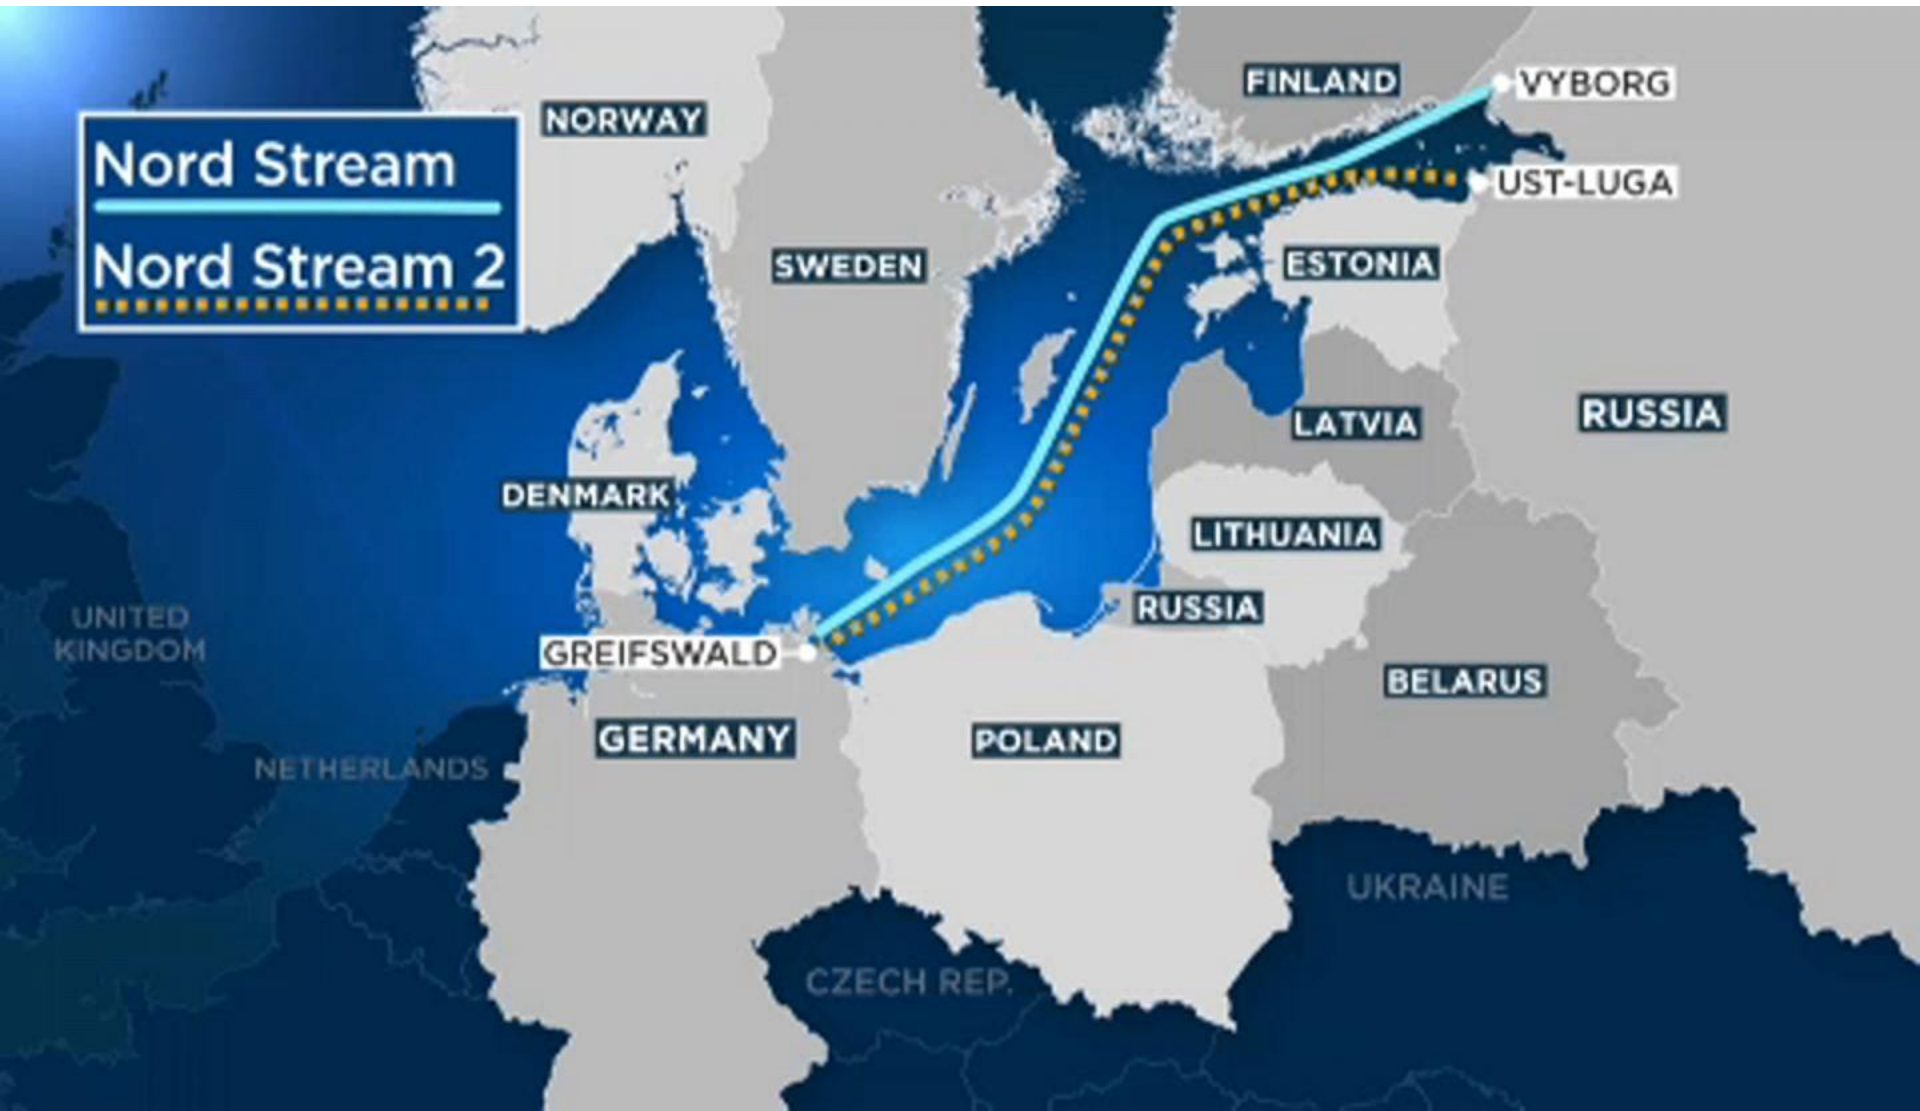 FINLAND
VYBORG
NORWAY
Nord Stream
UST-LUGA
Nord Stream 2
SWEDEN
ESTONIA
RUSSIA
LATVIA
DENMARK
LITHUANIA
RUSSIA
UNITED
KINGDOM
GREIFSWALD
BELARUS
GERMANY
POLAND
NETHERLANDS
UKRAINE
CZECH REP.